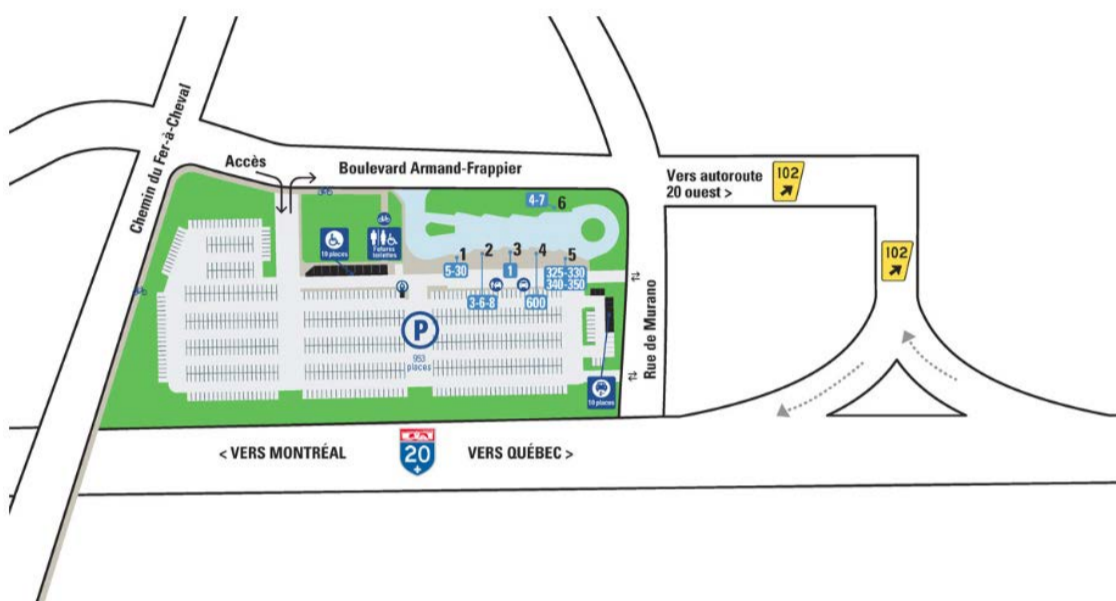 Chemin du Fer-à-Cheval
Accès
Boulevard Armand-Frappier
Vers autoroute
20 ouest >
102
102
4-7
6
19 places
Futures
toilettes
1
2
3
4
5
5-30
3-6-8
1
600
325-330
340-350
P
953
places
Rue de Murano
19 places
< VERS MONTRÉAL
20
VERS QUÉBEC >